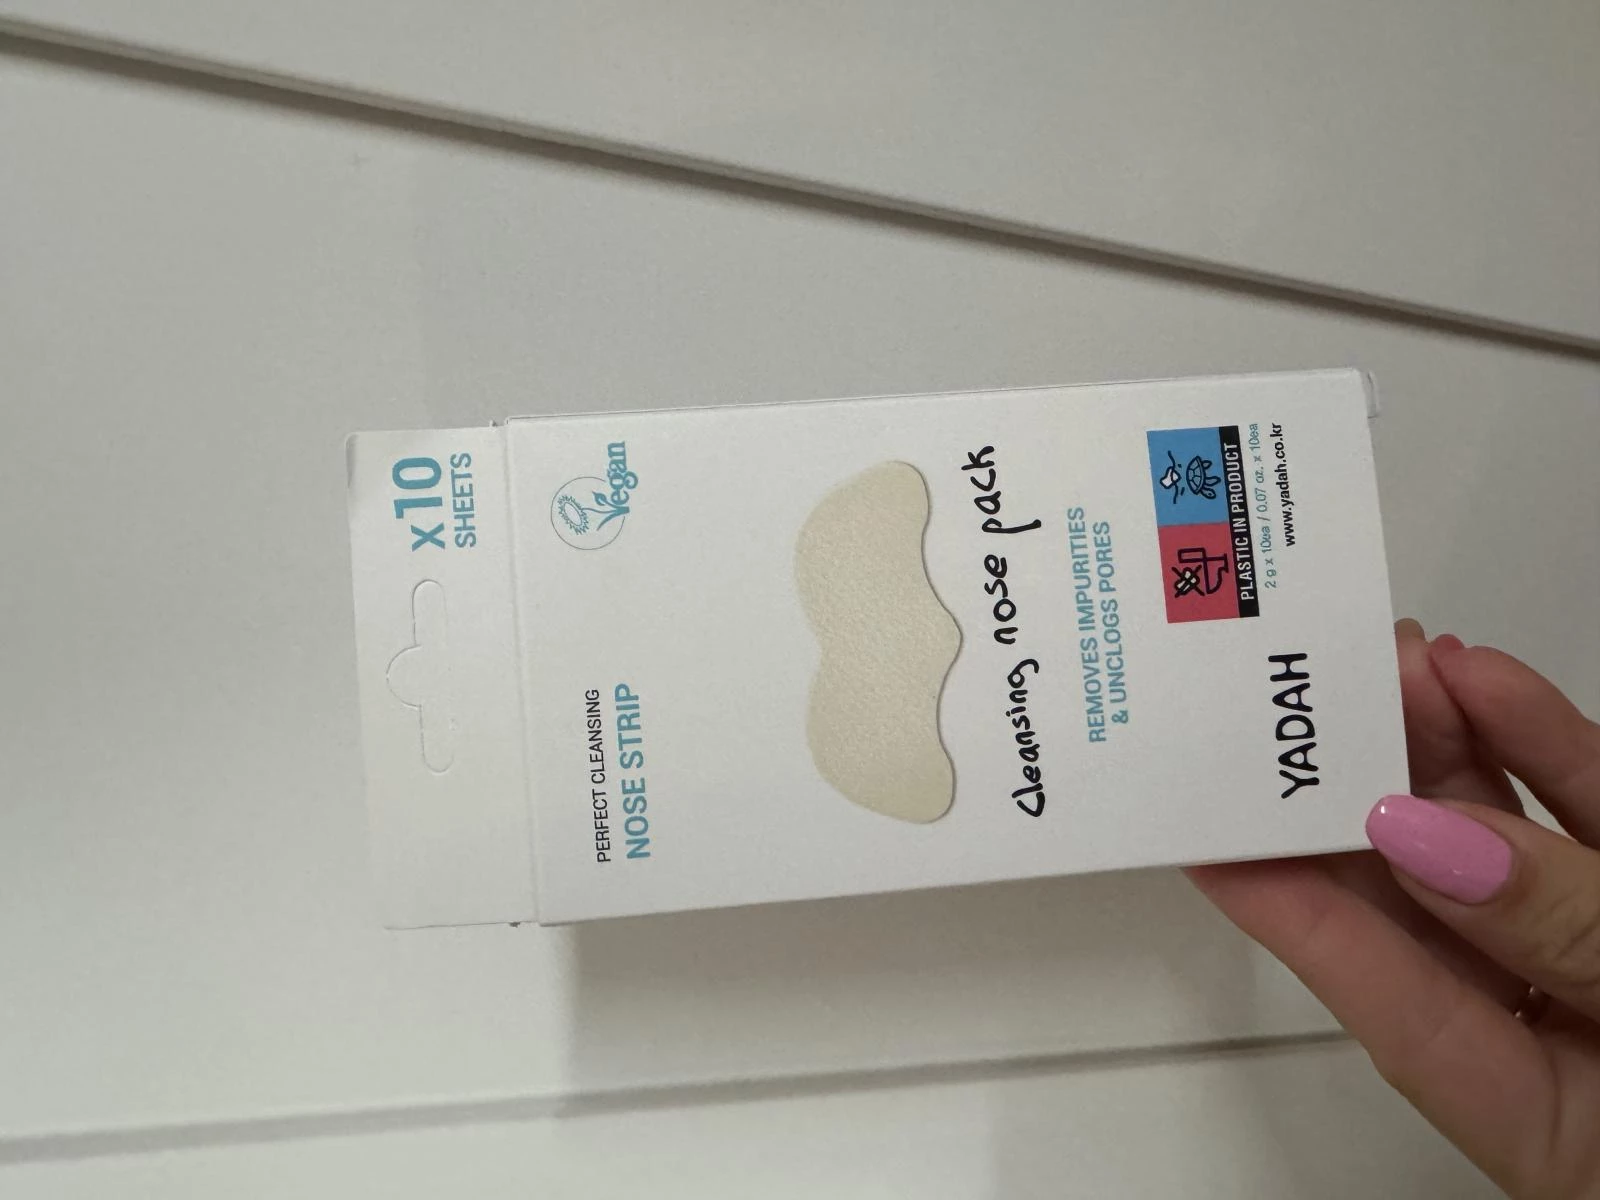 x10
SHEETS
Vegan
PERFECT CLEANSING
NOSE STRIP
cleansing nose pack
REMOVES IMPURITIES
& UNCLOGS PORES
PLASTIC IN PRODUCT
2 g x 10ea / 0.07 oz. x 10ea
www.yadah.co.kr
YADAH